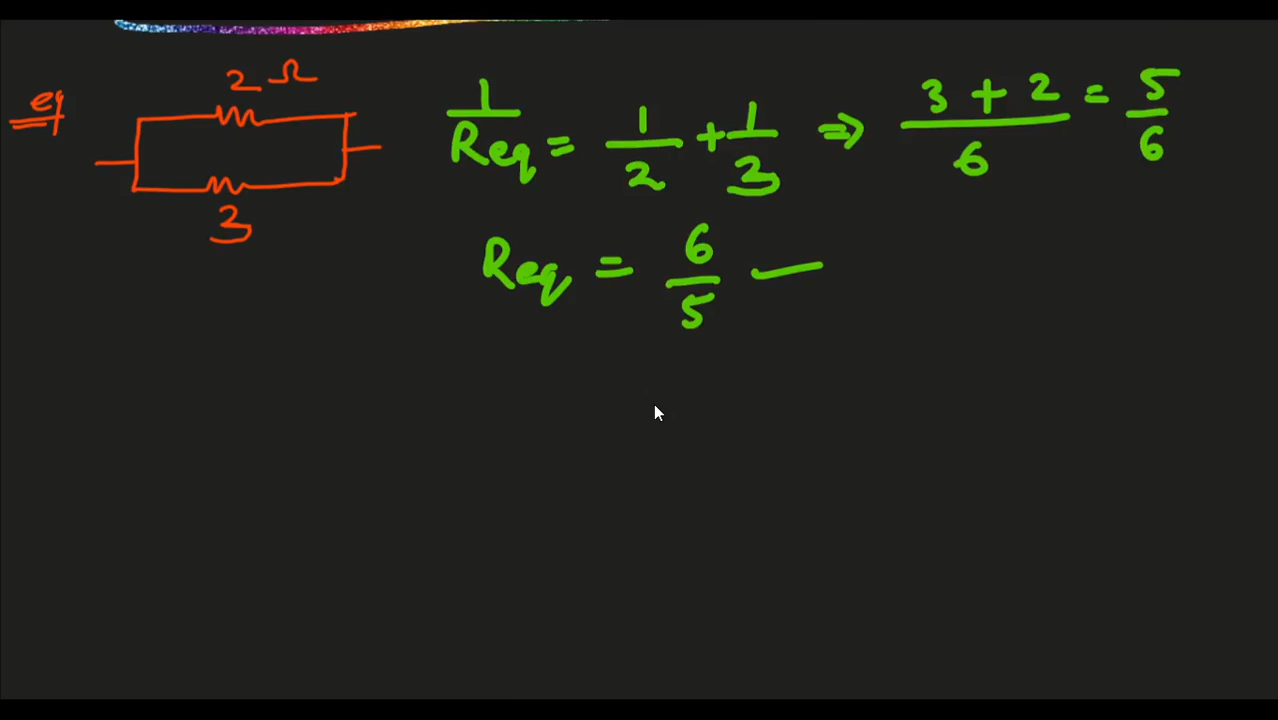 eg
2 Ω
3
1/Req = 1/2 + 1/3 ⇒ (3 + 2)/6 = 5/6
Req = 6/5 —